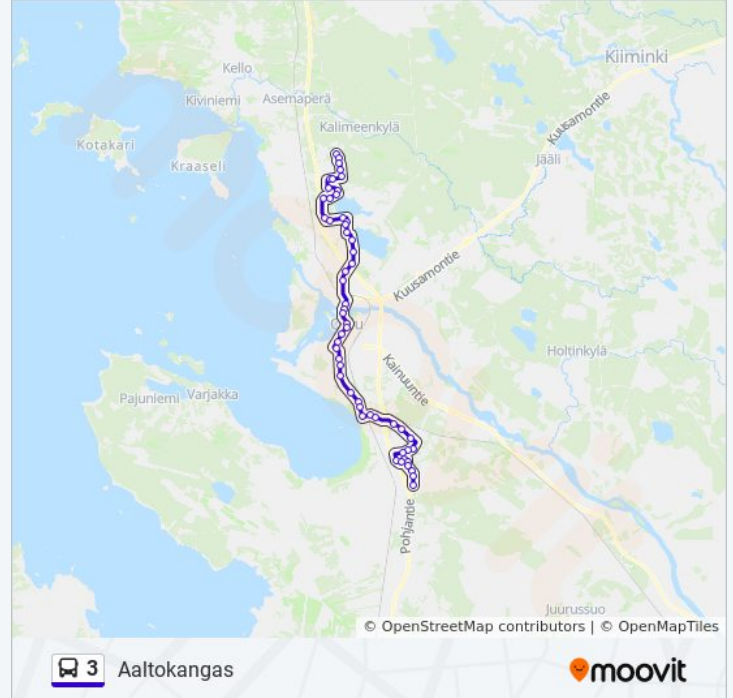 Kiiminki
Kello
Kiviniemi
Asemaperä
Kuusamontie
Kalimeenkylä
Kotakari
Kraaseli
Jääli
Kuusamontie
Oulu
Holtinkylä
Kainuuntie
Pajuniemi
Varjakka
Pohjantie
Juurussuo
© OpenStreetMap contributors | © OpenMapTiles
3 Aaltokangas
moovit